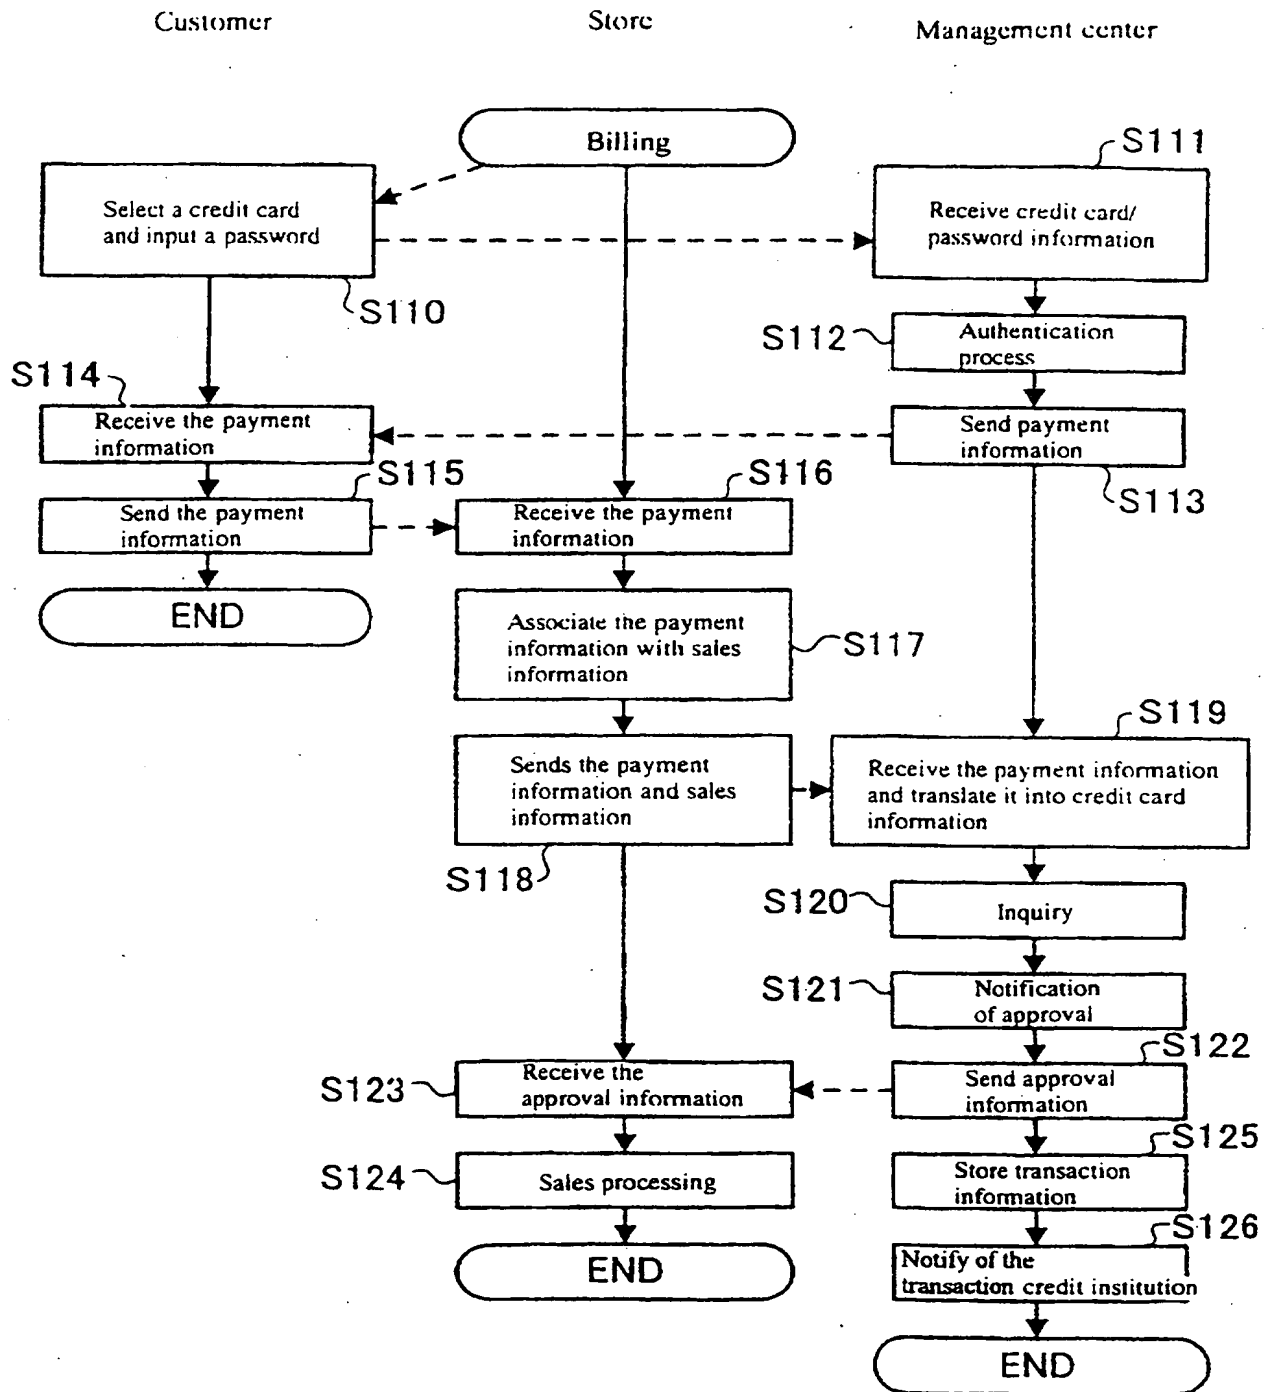 Customer
Store
Management center
Billing
S111
Select a credit card
and input a password
Receive credit card/
password information
S110
S112
Authentication
process
S114
Receive the payment
information
Send payment
information
S115
S116
S113
Send the payment
information
Receive the payment
information
END
Associate the payment
information with sales
information
S117
S119
Sends the payment
information and sales
information
Receive the payment information
and translate it into credit card
information
S118
S120
Inquiry
S121
Notification
of approval
S122
S123
Receive the
approval information
Send approval
information
S125
S124
Sales processing
Store transaction
information
S126
END
Notify of the
transaction credit institution
END